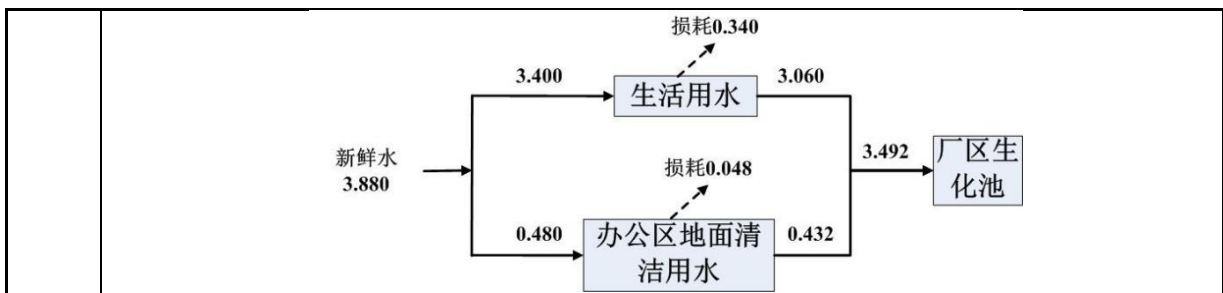 损耗0.340
3.400
生活用水
3.060
新鲜水
3.880
损耗0.048
3.492
厂区生
化池
0.480
办公区地面清
洁用水
0.432